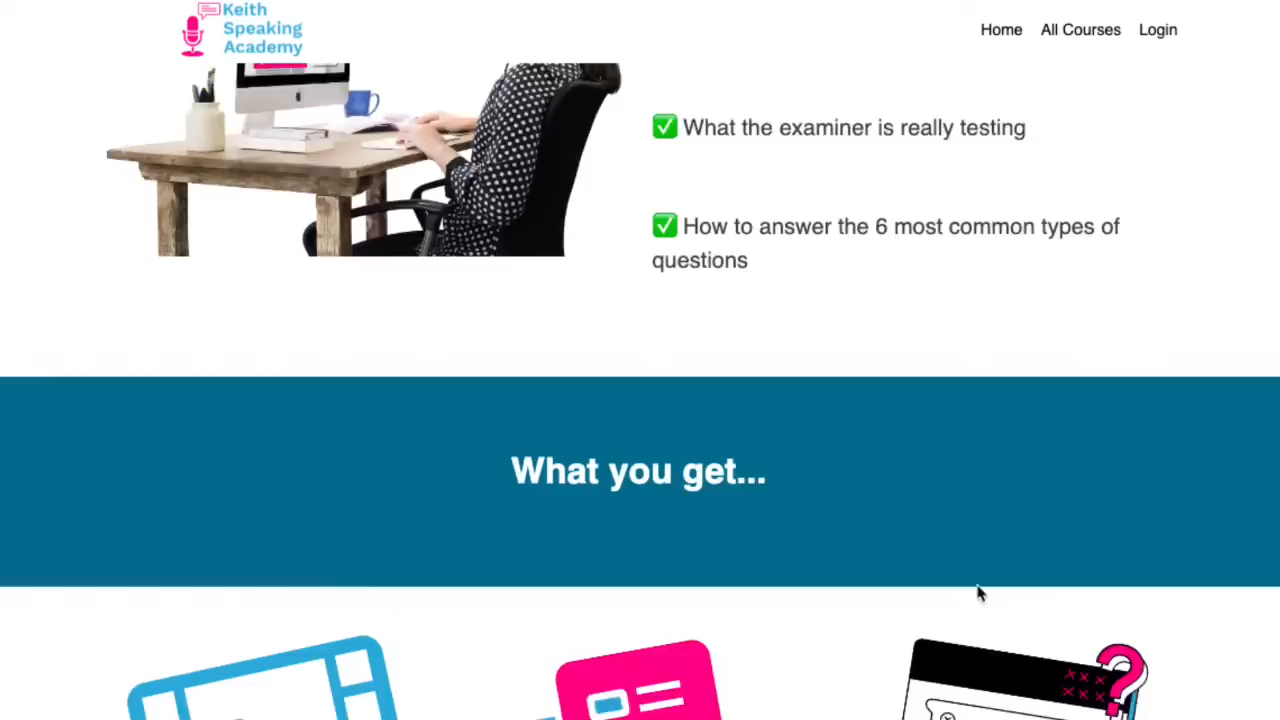 Keith
Speaking
Academy
Home
All Courses
Login
What the examiner is really testing
How to answer the 6 most common types of
questions
What you get...
?